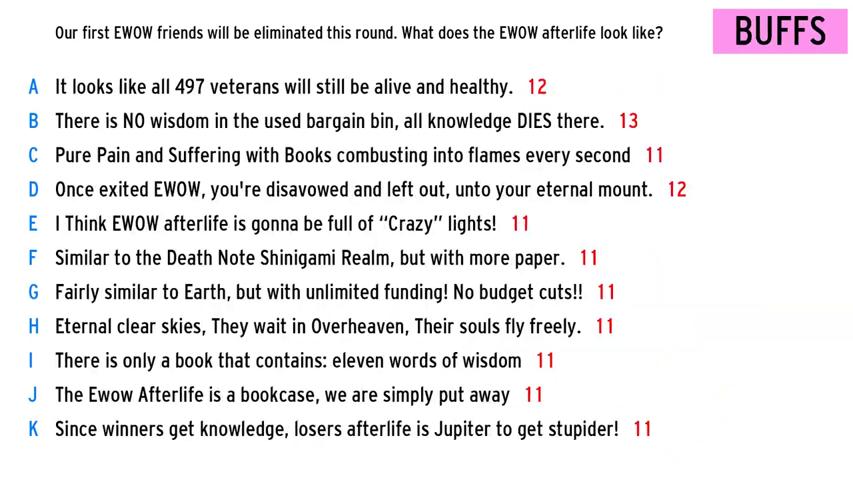 Our first EWOW friends will be eliminated this round. What does the EWOW afterlife look like?
BUFFS
A It looks like all 497 veterans will still be alive and healthy. 12
B There is NO wisdom in the used bargain bin, all knowledge DIES there. 13
C Pure Pain and Suffering with Books combusting into flames every second 11
D Once exited EWOW, you're disavowed and left out, unto your eternal mount. 12
E I Think EWOW afterlife is gonna be full of “Crazy” lights! 11
F Similar to the Death Note Shinigami Realm, but with more paper. 11
G Fairly similar to Earth, but with unlimited funding! No budget cuts!! 11
H Eternal clear skies, They wait in Overheaven, Their souls fly freely. 11
I There is only a book that contains: eleven words of wisdom 11
J The Ewow Afterlife is a bookcase, we are simply put away 11
K Since winners get knowledge, losers afterlife is Jupiter to get stupider! 11